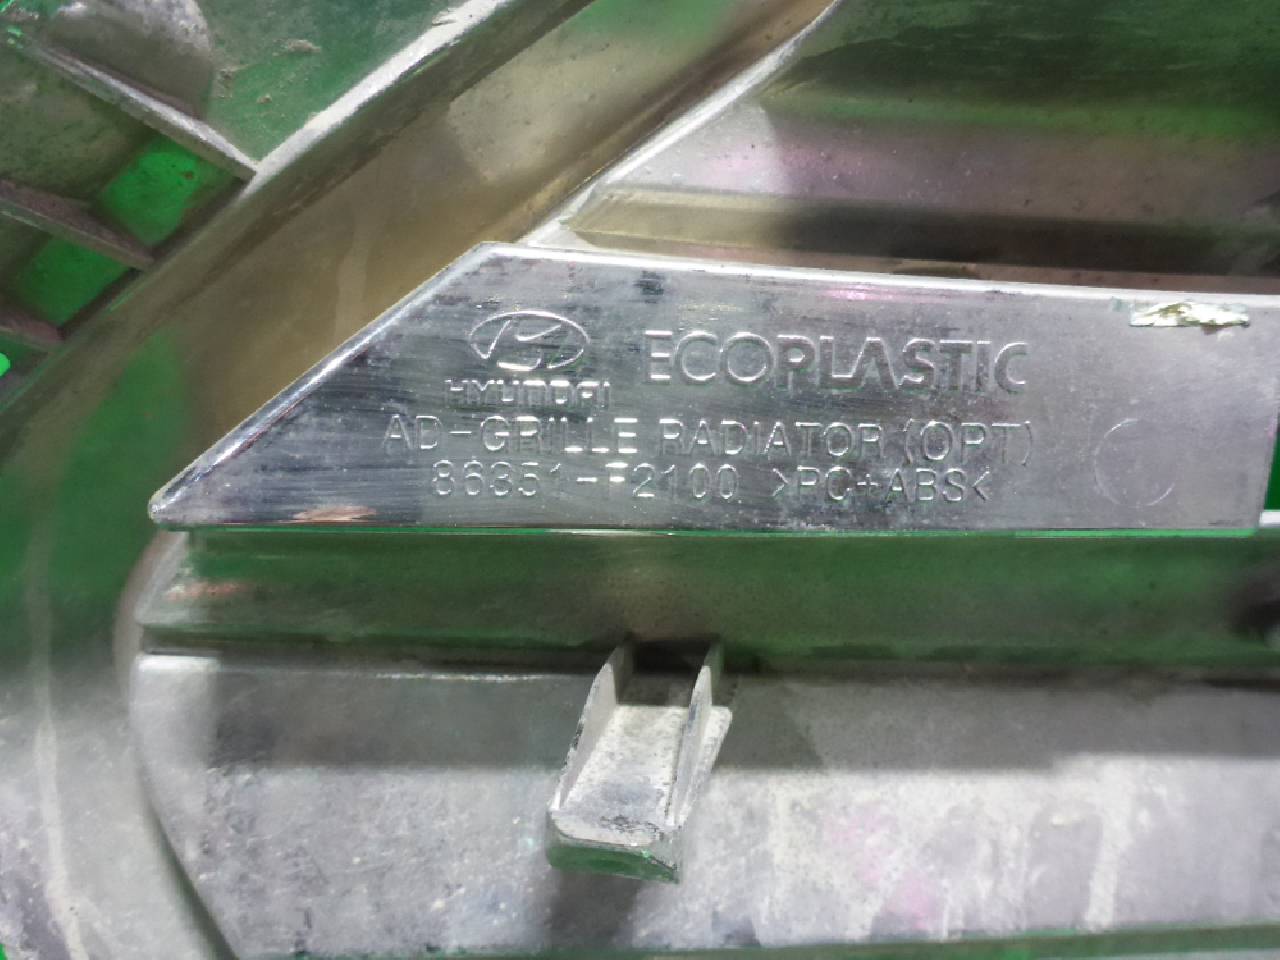 ECOPLASTIC
HYUNDAI
AD-GRILLE RADIATOR (OPT)
86351-F2100 >PC+ABS<